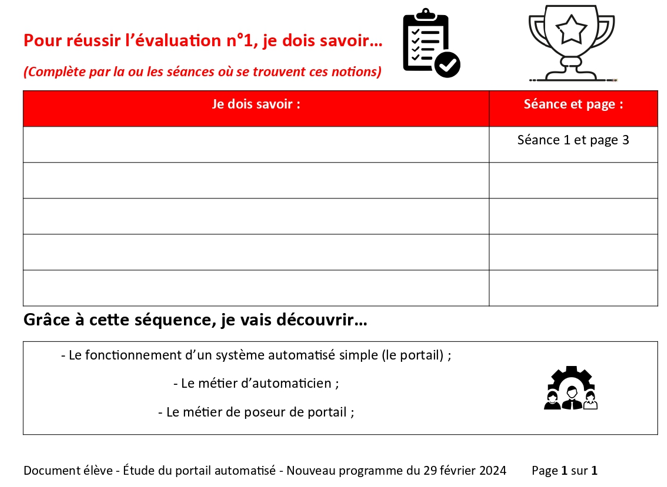 Pour réussir l’évaluation n°1, je dois savoir…
(Complète par la ou les séances où se trouvent ces notions)
Je dois savoir :
Séance et page :
Séance 1 et page 3
Grâce à cette séquence, je vais découvrir…
- Le fonctionnement d’un système automatisé simple (le portail) ;
- Le métier d’automaticien ;
- Le métier de poseur de portail ;
Document élève - Étude du portail automatisé - Nouveau programme du 29 février 2024 Page 1 sur 1